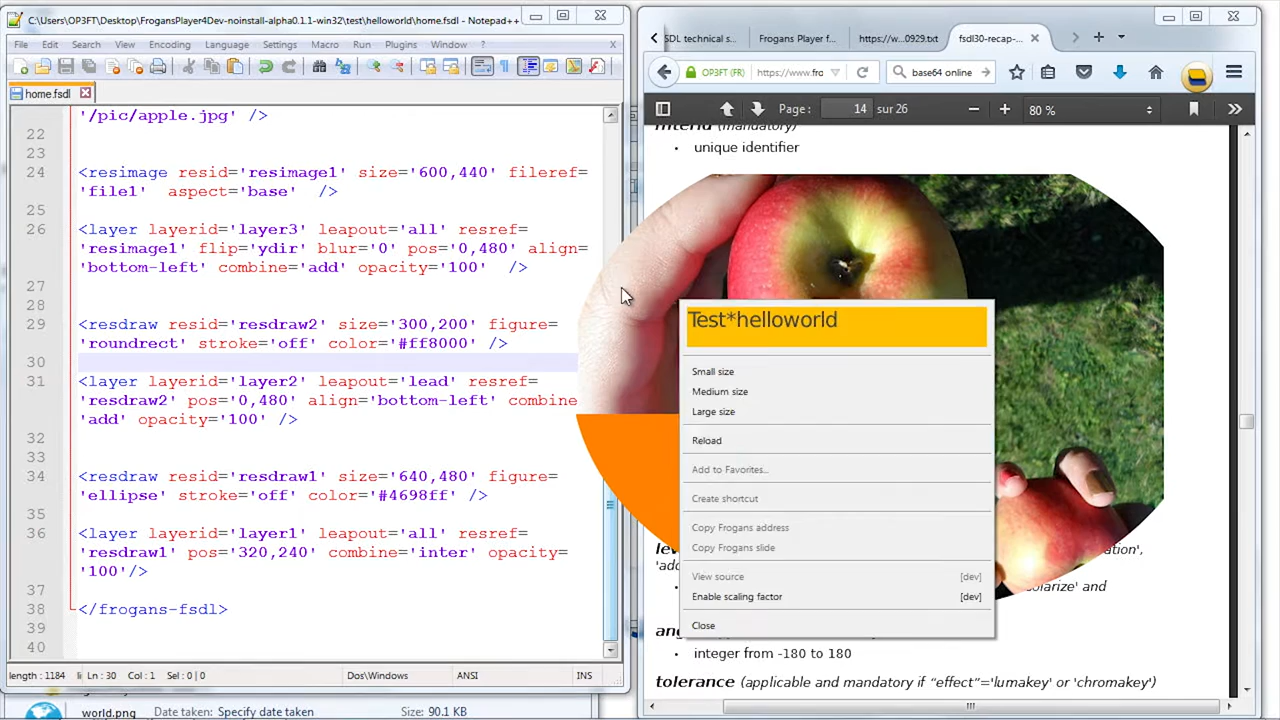 C:\Users\OP3FT\Desktop\FrogansPlayer4Dev-noinstall-alpha0.1.1-win32\test\helloworld\home.fsdl - Notepad++
File Edit Search View Encoding Language Settings Macro Run Plugins Window ? X
home.fsdl
'/pic/apple.jpg' />
22
23
24 <resimage resid='resimage1' size='600,440' fileref=
'file1' aspect='base' />
25
26 <layer layerid='layer3' leapout='all' resref=
'resimage1' flip='ydir' blur='0' pos='0,480' align=
'bottom-left' combine='add' opacity='100' />
27
28
29 <resdraw resid='resdraw2' size='300,200' figure=
'roundrect' stroke='off' color='#ff8000' />
30
31 <layer layerid='layer2' leapout='lead' resref=
'resdraw2' pos='0,480' align='bottom-left' combine
'add' opacity='100' />
32
33
34 <resdraw resid='resdraw1' size='640,480' figure=
'ellipse' stroke='off' color='#4698ff' />
35
36 <layer layerid='layer1' leapout='all' resref=
'resdraw1' pos='320,240' combine='inter' opacity=
'100'/>
37
38 </frogans-fsdl>
39
40
length : 1184 Ln : 30 Col : 1 Sel : 0 | 0 Dos\Windows ANSI INS
world.png Date taken: Specify date taken Size: 90.1 KB
SDL technical s... Frogans Player f... https://w...0929.txt fsdl30-recap-...
OP3FT (FR) https://www.fro base64 online
Page : 14 sur 26 80 %
(mandatory)
unique identifier
Test*helloworld
Small size
Medium size
Large size
Reload
Add to Favorites...
Create shortcut
Copy Frogans address
Copy Frogans slide
View source [dev]
Enable scaling factor [dev]
Close
integer from -180 to 180
tolerance (applicable and mandatory if “effect”='lumakey' or 'chromakey')